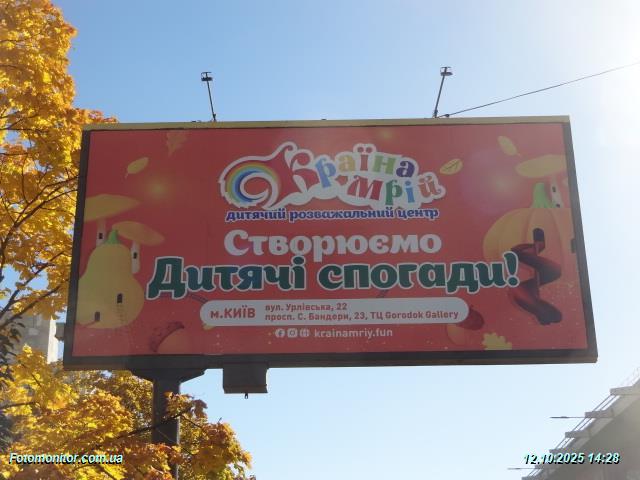 Країна
мрій
дитячий розважальний центр
Створюємо
Дитячі спогади!
м.КИЇВ
вул. Урлівська, 22
просп. С. Бандери, 23, ТЦ Gorodok Gallery
krainamriy.fun
Fotomonitor.com.ua
12.10.2025 14:28